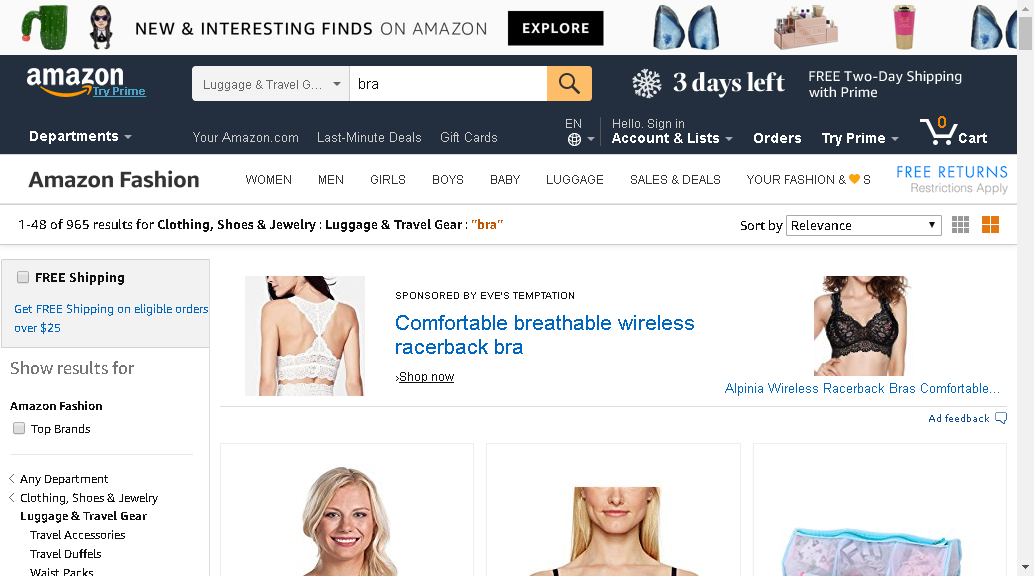 NEW & INTERESTING FINDS ON AMAZON EXPLORE
amazon
Try Prime
Luggage & Travel G...
bra
3 days left
FREE Two-Day Shipping
with Prime
Departments
Your Amazon.com
Last-Minute Deals
Gift Cards
EN
Hello. Sign in
Account & Lists
Orders
Try Prime
0
Cart
Amazon Fashion
WOMEN
MEN
GIRLS
BOYS
BABY
LUGGAGE
SALES & DEALS
YOUR FASHION & 🧡 S
FREE RETURNS
Restrictions Apply
1-48 of 965 results for Clothing, Shoes & Jewelry : Luggage & Travel Gear : "bra"
Sort by Relevance
FREE Shipping
Get FREE Shipping on eligible orders
over $25
Show results for
Amazon Fashion
Top Brands
Any Department
Clothing, Shoes & Jewelry
Luggage & Travel Gear
Travel Accessories
Travel Duffels
Waist Packs
SPONSORED BY EVE'S TEMPTATION
Comfortable breathable wireless
racerback bra
›Shop now
Alpinia Wireless Racerback Bras Comfortable...
Ad feedback